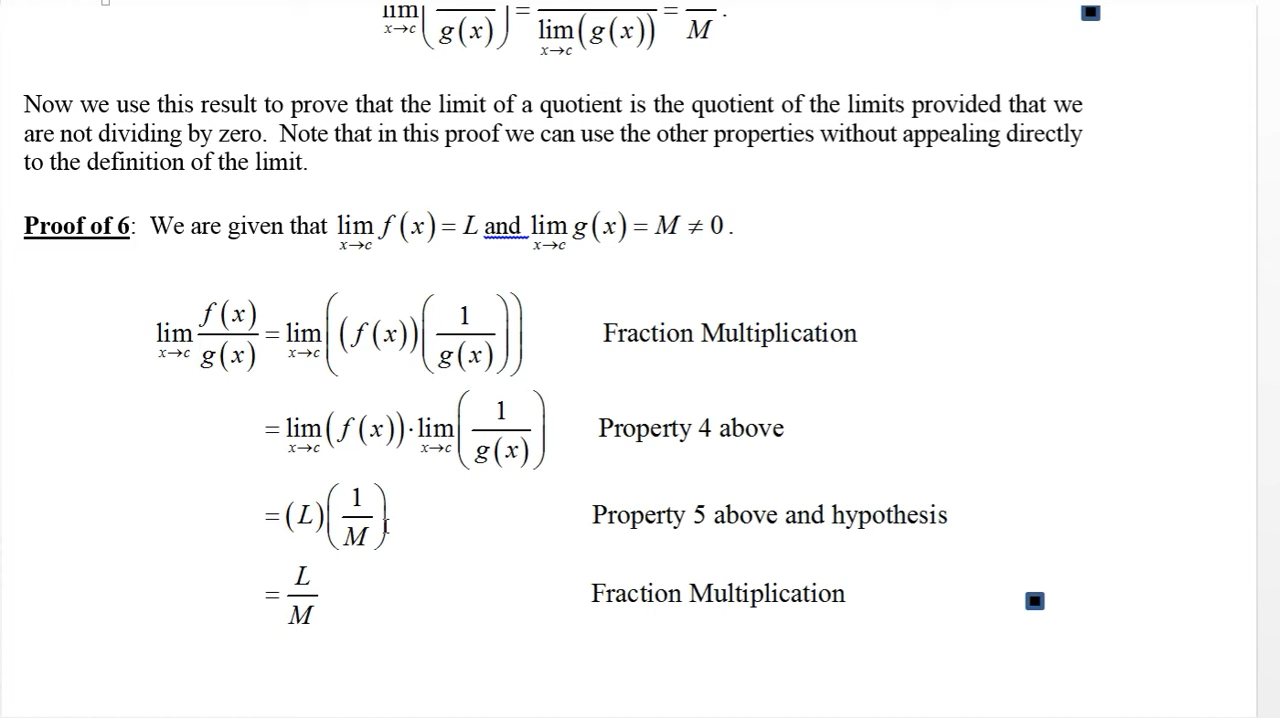 lim x→c ( g(x) ) = lim x→c (g(x)) = M .
Now we use this result to prove that the limit of a quotient is the quotient of the limits provided that we
are not dividing by zero. Note that in this proof we can use the other properties without appealing directly
to the definition of the limit.
Proof of 6: We are given that lim x→c f(x) = L and lim x→c g(x) = M ≠ 0.
lim x→c f(x)/g(x) = lim x→c ((f(x))(1/g(x))) Fraction Multiplication
= lim x→c (f(x)) · lim x→c (1/g(x)) Property 4 above
= (L)(1/M) Property 5 above and hypothesis
= L/M Fraction Multiplication